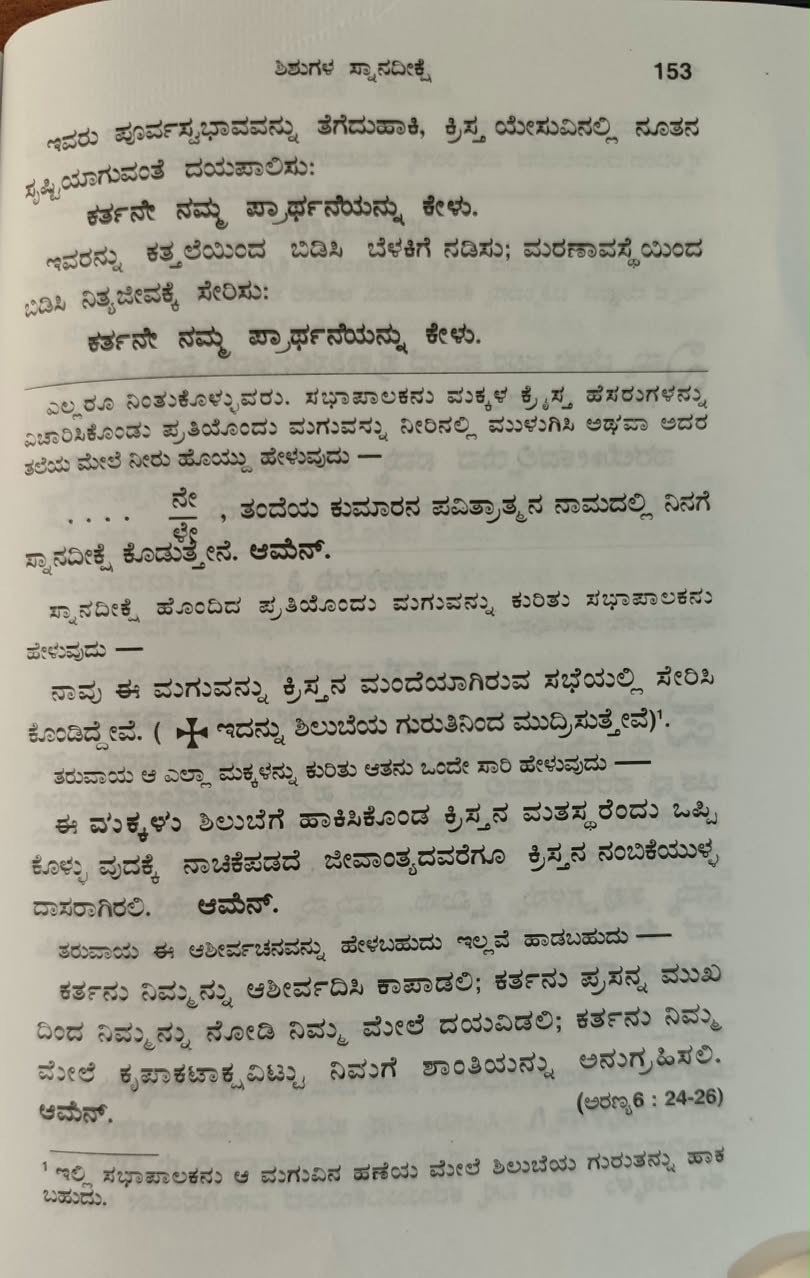 ಶಿಶುಗಳ ಸ್ನಾನದೀಕ್ಷೆ 153
ಇವರು ಪೂರ್ವಸ್ವಭಾವವನ್ನು ತೆಗೆದುಹಾಕಿ, ಕ್ರಿಸ್ತ ಯೇಸುವಿನಲ್ಲಿ ನೂತನ
ಸೃಷ್ಟಿಯಾಗುವಂತೆ ದಯಪಾಲಿಸು:
ಕರ್ತನೇ ನಮ್ಮ ಪ್ರಾರ್ಥನೆಯನ್ನು ಕೇಳು.
ಇವರನ್ನು ಕತ್ತಲೆಯಿಂದ ಬಿಡಿಸಿ ಬೆಳಕಿಗೆ ನಡಿಸು; ಮರಣಾವಸ್ಥೆಯಿಂದ
ಬಿಡಿಸಿ ನಿತ್ಯಜೀವಕ್ಕೆ ಸೇರಿಸು:
ಕರ್ತನೇ ನಮ್ಮ ಪ್ರಾರ್ಥನೆಯನ್ನು ಕೇಳು.
ಎಲ್ಲರೂ ನಿಂತುಕೊಳ್ಳುವರು. ಸಭಾಪಾಲಕನು ಮಕ್ಕಳ ಕ್ರೈಸ್ತ ಹೆಸರುಗಳನ್ನು
ವಿಚಾರಿಸಿಕೊಂಡು ಪ್ರತಿಯೊಂದು ಮಗುವನ್ನು ನೀರಿನಲ್ಲಿ ಮುಳುಗಿಸಿ ಅಥವಾ ಅದರ
ತಲೆಯ ಮೇಲೆ ನೀರು ಹೊಯ್ದು ಹೇಳುವುದು —
.... ನೇ/ಳೇ , ತಂದೆಯ ಕುಮಾರನ ಪವಿತ್ರಾತ್ಮನ ನಾಮದಲ್ಲಿ ನಿನಗೆ
ಸ್ನಾನದೀಕ್ಷೆ ಕೊಡುತ್ತೇನೆ. ಆಮೆನ್.
ಸ್ನಾನದೀಕ್ಷೆ ಹೊಂದಿದ ಪ್ರತಿಯೊಂದು ಮಗುವನ್ನು ಕುರಿತು ಸಭಾಪಾಲಕನು
ಹೇಳುವುದು —
ನಾವು ಈ ಮಗುವನ್ನು ಕ್ರಿಸ್ತನ ಮಂದೆಯಾಗಿರುವ ಸಭೆಯಲ್ಲಿ ಸೇರಿಸಿ
ಕೊಂಡಿದ್ದೇವೆ. ( ✠ ಇದನ್ನು ಶಿಲುಬೆಯ ಗುರುತಿನಿಂದ ಮುದ್ರಿಸುತ್ತೇವೆ)¹.
ತರುವಾಯ ಆ ಎಲ್ಲಾ ಮಕ್ಕಳನ್ನು ಕುರಿತು ಆತನು ಒಂದೇ ಸಾರಿ ಹೇಳುವುದು —
ಈ ಮಕ್ಕಳು ಶಿಲುಬೆಗೆ ಹಾಕಿಸಿಕೊಂಡ ಕ್ರಿಸ್ತನ ಮತಸ್ಥರೆಂದು ಒಪ್ಪಿ
ಕೊಳ್ಳು ವುದಕ್ಕೆ ನಾಚಿಕೆಪಡದೆ ಜೀವಾಂತ್ಯದವರೆಗೂ ಕ್ರಿಸ್ತನ ನಂಬಿಕೆಯುಳ್ಳ
ದಾಸರಾಗಿರಲಿ. ಆಮೆನ್.
ತರುವಾಯ ಈ ಆಶೀರ್ವಚನವನ್ನು ಹೇಳಬಹುದು ಇಲ್ಲವೆ ಹಾಡಬಹುದು —
ಕರ್ತನು ನಿಮ್ಮನ್ನು ಆಶೀರ್ವದಿಸಿ ಕಾಪಾಡಲಿ; ಕರ್ತನು ಪ್ರಸನ್ನ ಮುಖ
ದಿಂದ ನಿಮ್ಮನ್ನು ನೋಡಿ ನಿಮ್ಮ ಮೇಲೆ ದಯವಿಡಲಿ; ಕರ್ತನು ನಿಮ್ಮ
ಮೇಲೆ ಕೃಪಾಕಟಾಕ್ಷವಿಟ್ಟು ನಿಮಗೆ ಶಾಂತಿಯನ್ನು ಅನುಗ್ರಹಿಸಲಿ.
ಆಮೆನ್. (ಅರಣ್ಯ6 : 24-26)
¹ ಇಲ್ಲಿ ಸಭಾಪಾಲಕನು ಆ ಮಗುವಿನ ಹಣೆಯ ಮೇಲೆ ಶಿಲುಬೆಯ ಗುರುತನ್ನು ಹಾಕ
ಬಹುದು.